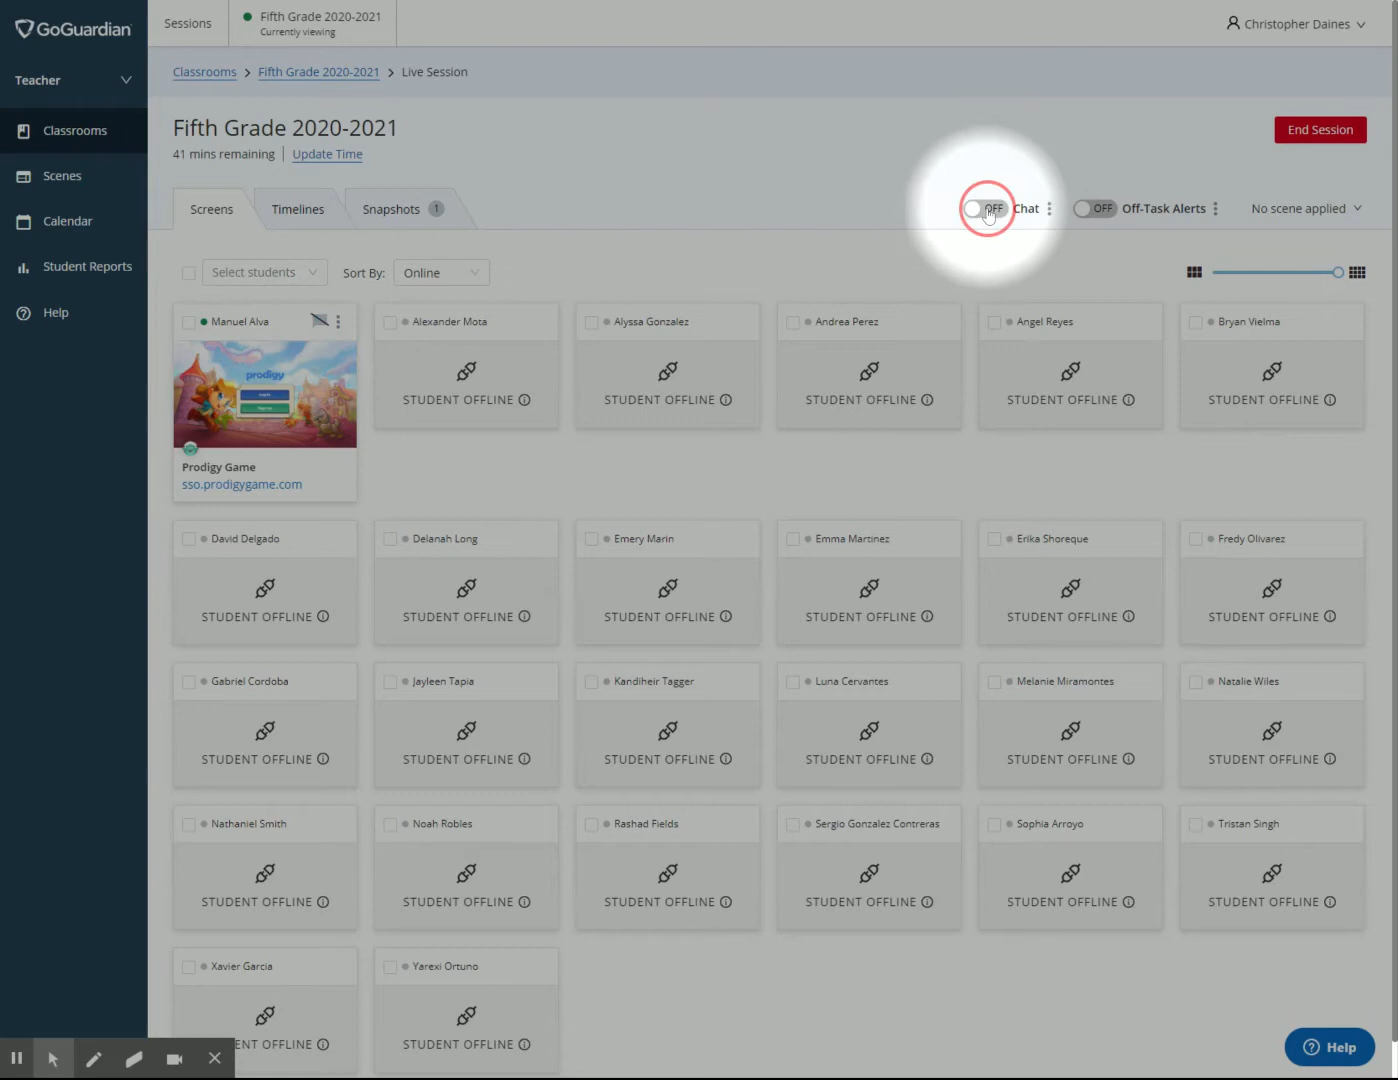 GoGuardian
Sessions
Fifth Grade 2020-2021
Currently viewing
Christopher Daines
Teacher
Classrooms > Fifth Grade 2020-2021 > Live Session
Classrooms
Scenes
Calendar
Student Reports
Help
Fifth Grade 2020-2021
End Session
41 mins remaining | Update Time
Screens
Timelines
Snapshots 1
OFF Chat
OFF Off-Task Alerts
No scene applied
Select students
Sort By: Online
Manuel Alva
prodigy
Prodigy Game
sso.prodigygame.com
Alexander Mota
STUDENT OFFLINE
Alyssa Gonzalez
STUDENT OFFLINE
Andrea Perez
STUDENT OFFLINE
Angel Reyes
STUDENT OFFLINE
Bryan Vielma
STUDENT OFFLINE
David Delgado
STUDENT OFFLINE
Delanah Long
STUDENT OFFLINE
Emery Marin
STUDENT OFFLINE
Emma Martinez
STUDENT OFFLINE
Erika Shoreque
STUDENT OFFLINE
Fredy Olivarez
STUDENT OFFLINE
Gabriel Cordoba
STUDENT OFFLINE
Jayleen Tapia
STUDENT OFFLINE
Kandiheir Tagger
STUDENT OFFLINE
Luna Cervantes
STUDENT OFFLINE
Melanie Miramontes
STUDENT OFFLINE
Natalie Wiles
STUDENT OFFLINE
Nathaniel Smith
STUDENT OFFLINE
Noah Robles
STUDENT OFFLINE
Rashad Fields
STUDENT OFFLINE
Sergio Gonzalez Contreras
STUDENT OFFLINE
Sophia Arroyo
STUDENT OFFLINE
Tristan Singh
STUDENT OFFLINE
Xavier Garcia
ENT OFFLINE
Yarexi Ortuno
STUDENT OFFLINE
Help